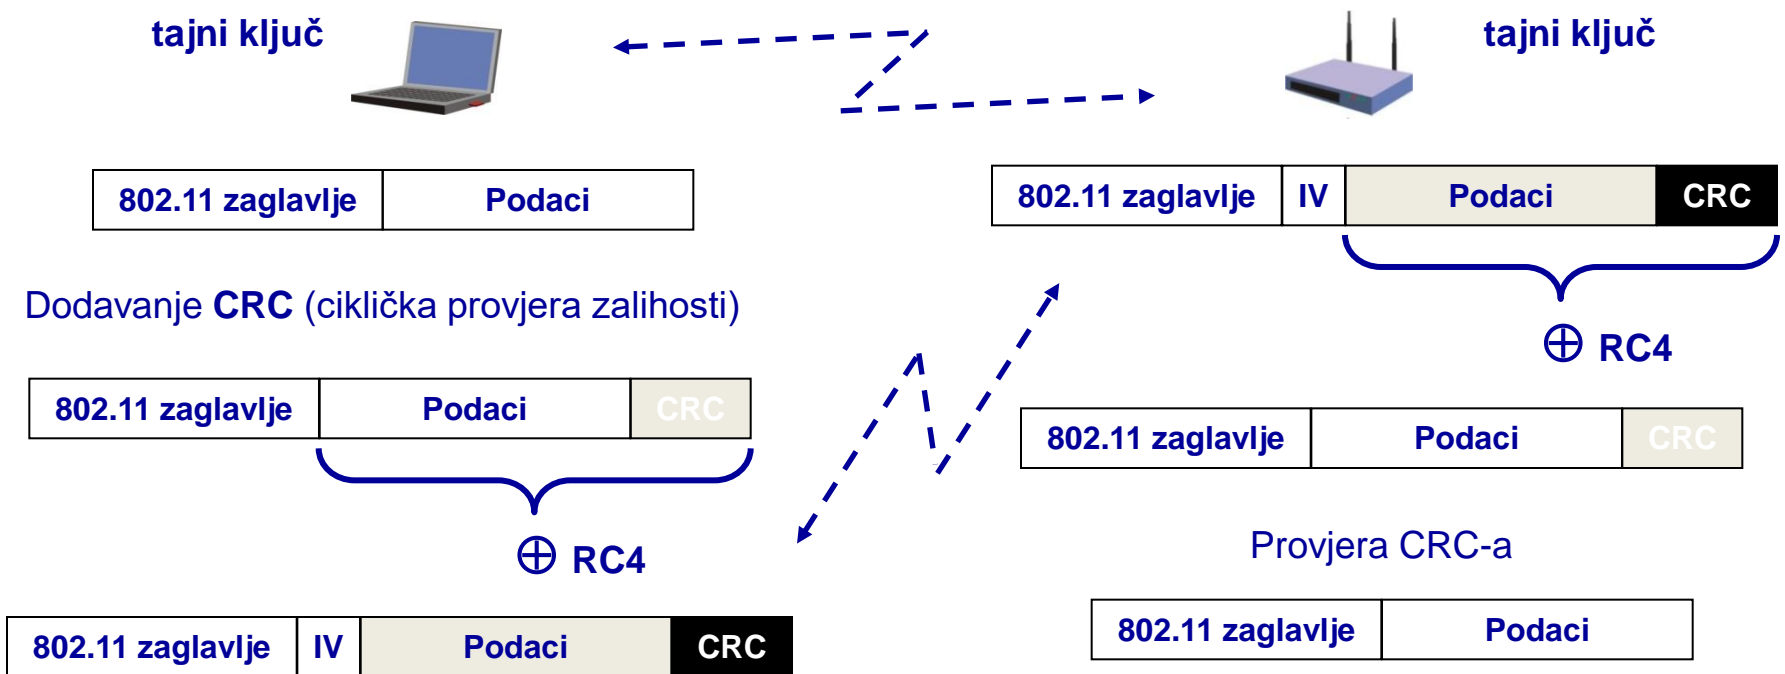 tajni ključ
802.11 zaglavlje Podaci
Dodavanje CRC (ciklička provjera zalihosti)
802.11 zaglavlje Podaci CRC
⊕ RC4
802.11 zaglavlje IV Podaci CRC
tajni ključ
802.11 zaglavlje IV Podaci CRC
⊕ RC4
802.11 zaglavlje Podaci CRC
Provjera CRC-a
802.11 zaglavlje Podaci